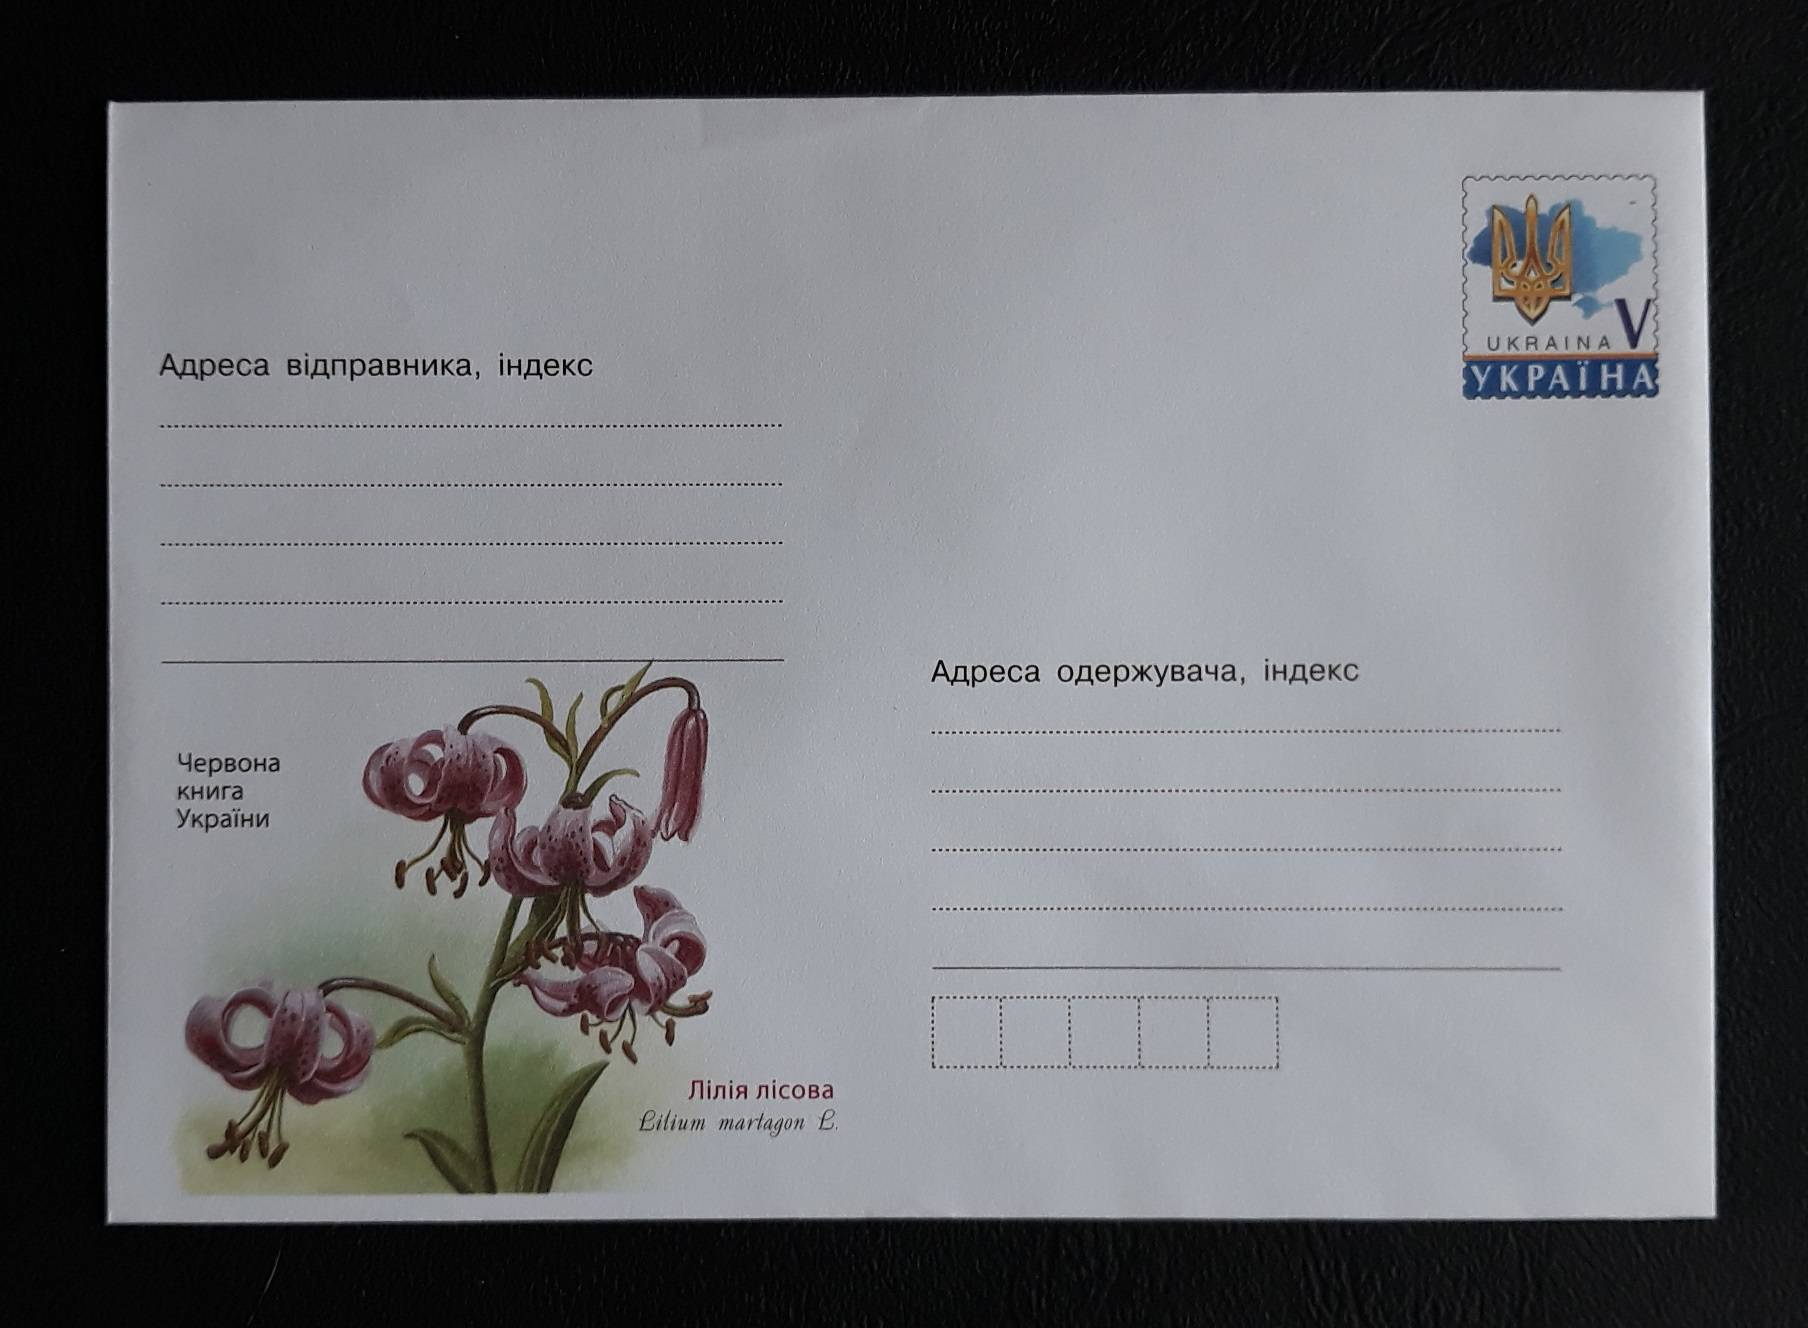 UKRAINA V
УКРАЇНА
Адреса відправника, індекс
Адреса одержувача, індекс
Червона
книга
України
Лілія лісова
Lilium martagon L.